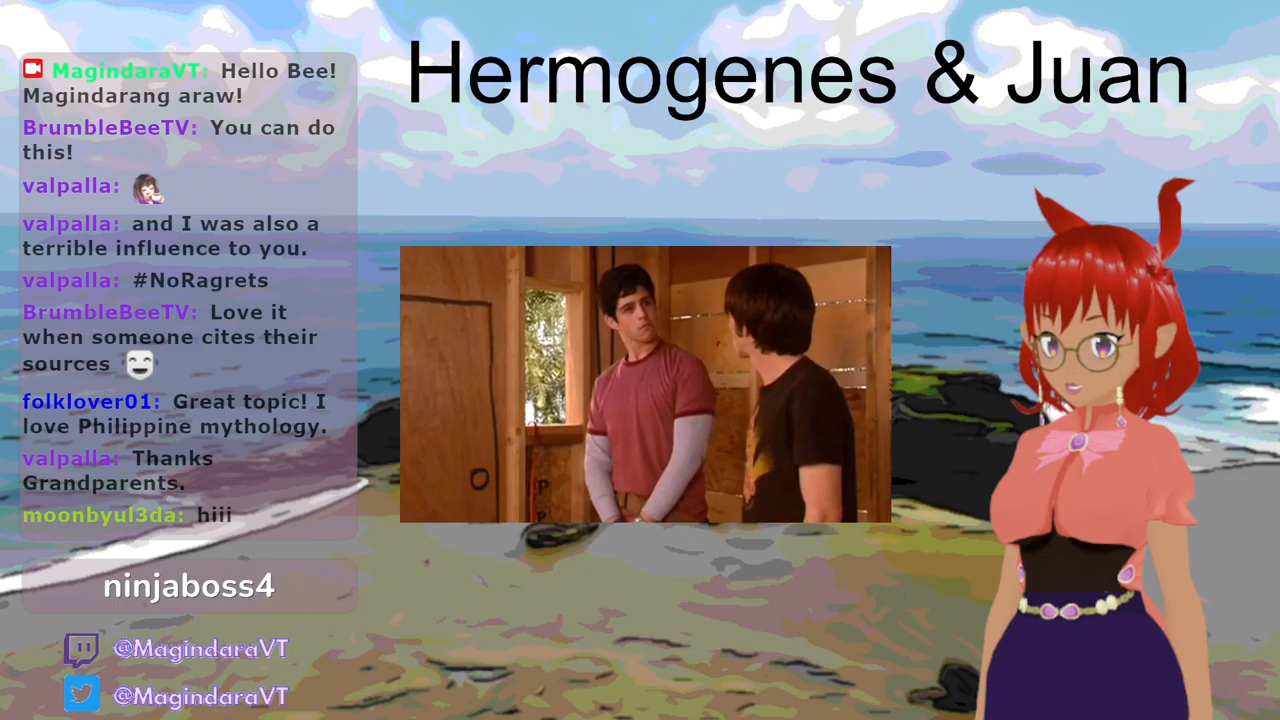 Hermogenes & Juan
MagindaraVT: Hello Bee!
Magindarang araw!
BrumbleBeeTV: You can do
this!
valpalla:
valpalla: and I was also a
terrible influence to you.
valpalla: #NoRagrets
BrumbleBeeTV: Love it
when someone cites their
sources
folklover01: Great topic! I
love Philippine mythology.
valpalla: Thanks
Grandparents.
moonbyul3da: hiii
ninjaboss4
@MagindaraVT
@MagindaraVT